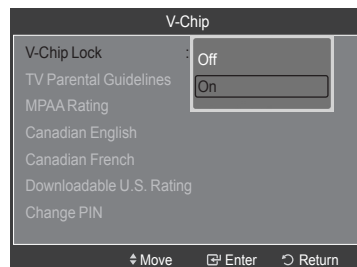 V-Chip
V-Chip Lock : Off
On
TV Parental Guidelines
MPAA Rating
Canadian English
Canadian French
Downloadable U.S. Rating
Change PIN
Move Enter Return